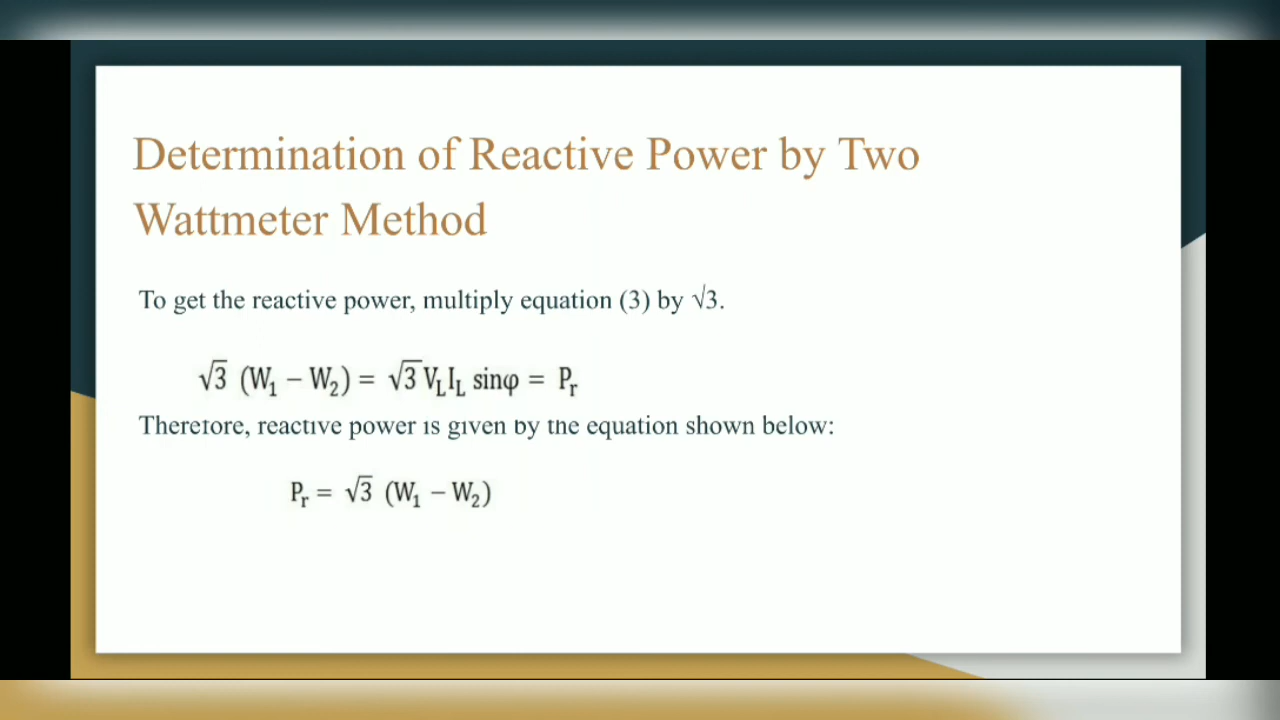 Determination of Reactive Power by Two
Wattmeter Method
To get the reactive power, multiply equation (3) by √3.
√3 (W₁ − W₂) = √3 V_L I_L sinφ = Pᵣ
Therefore, reactive power is given by the equation shown below:
Pᵣ = √3 (W₁ − W₂)